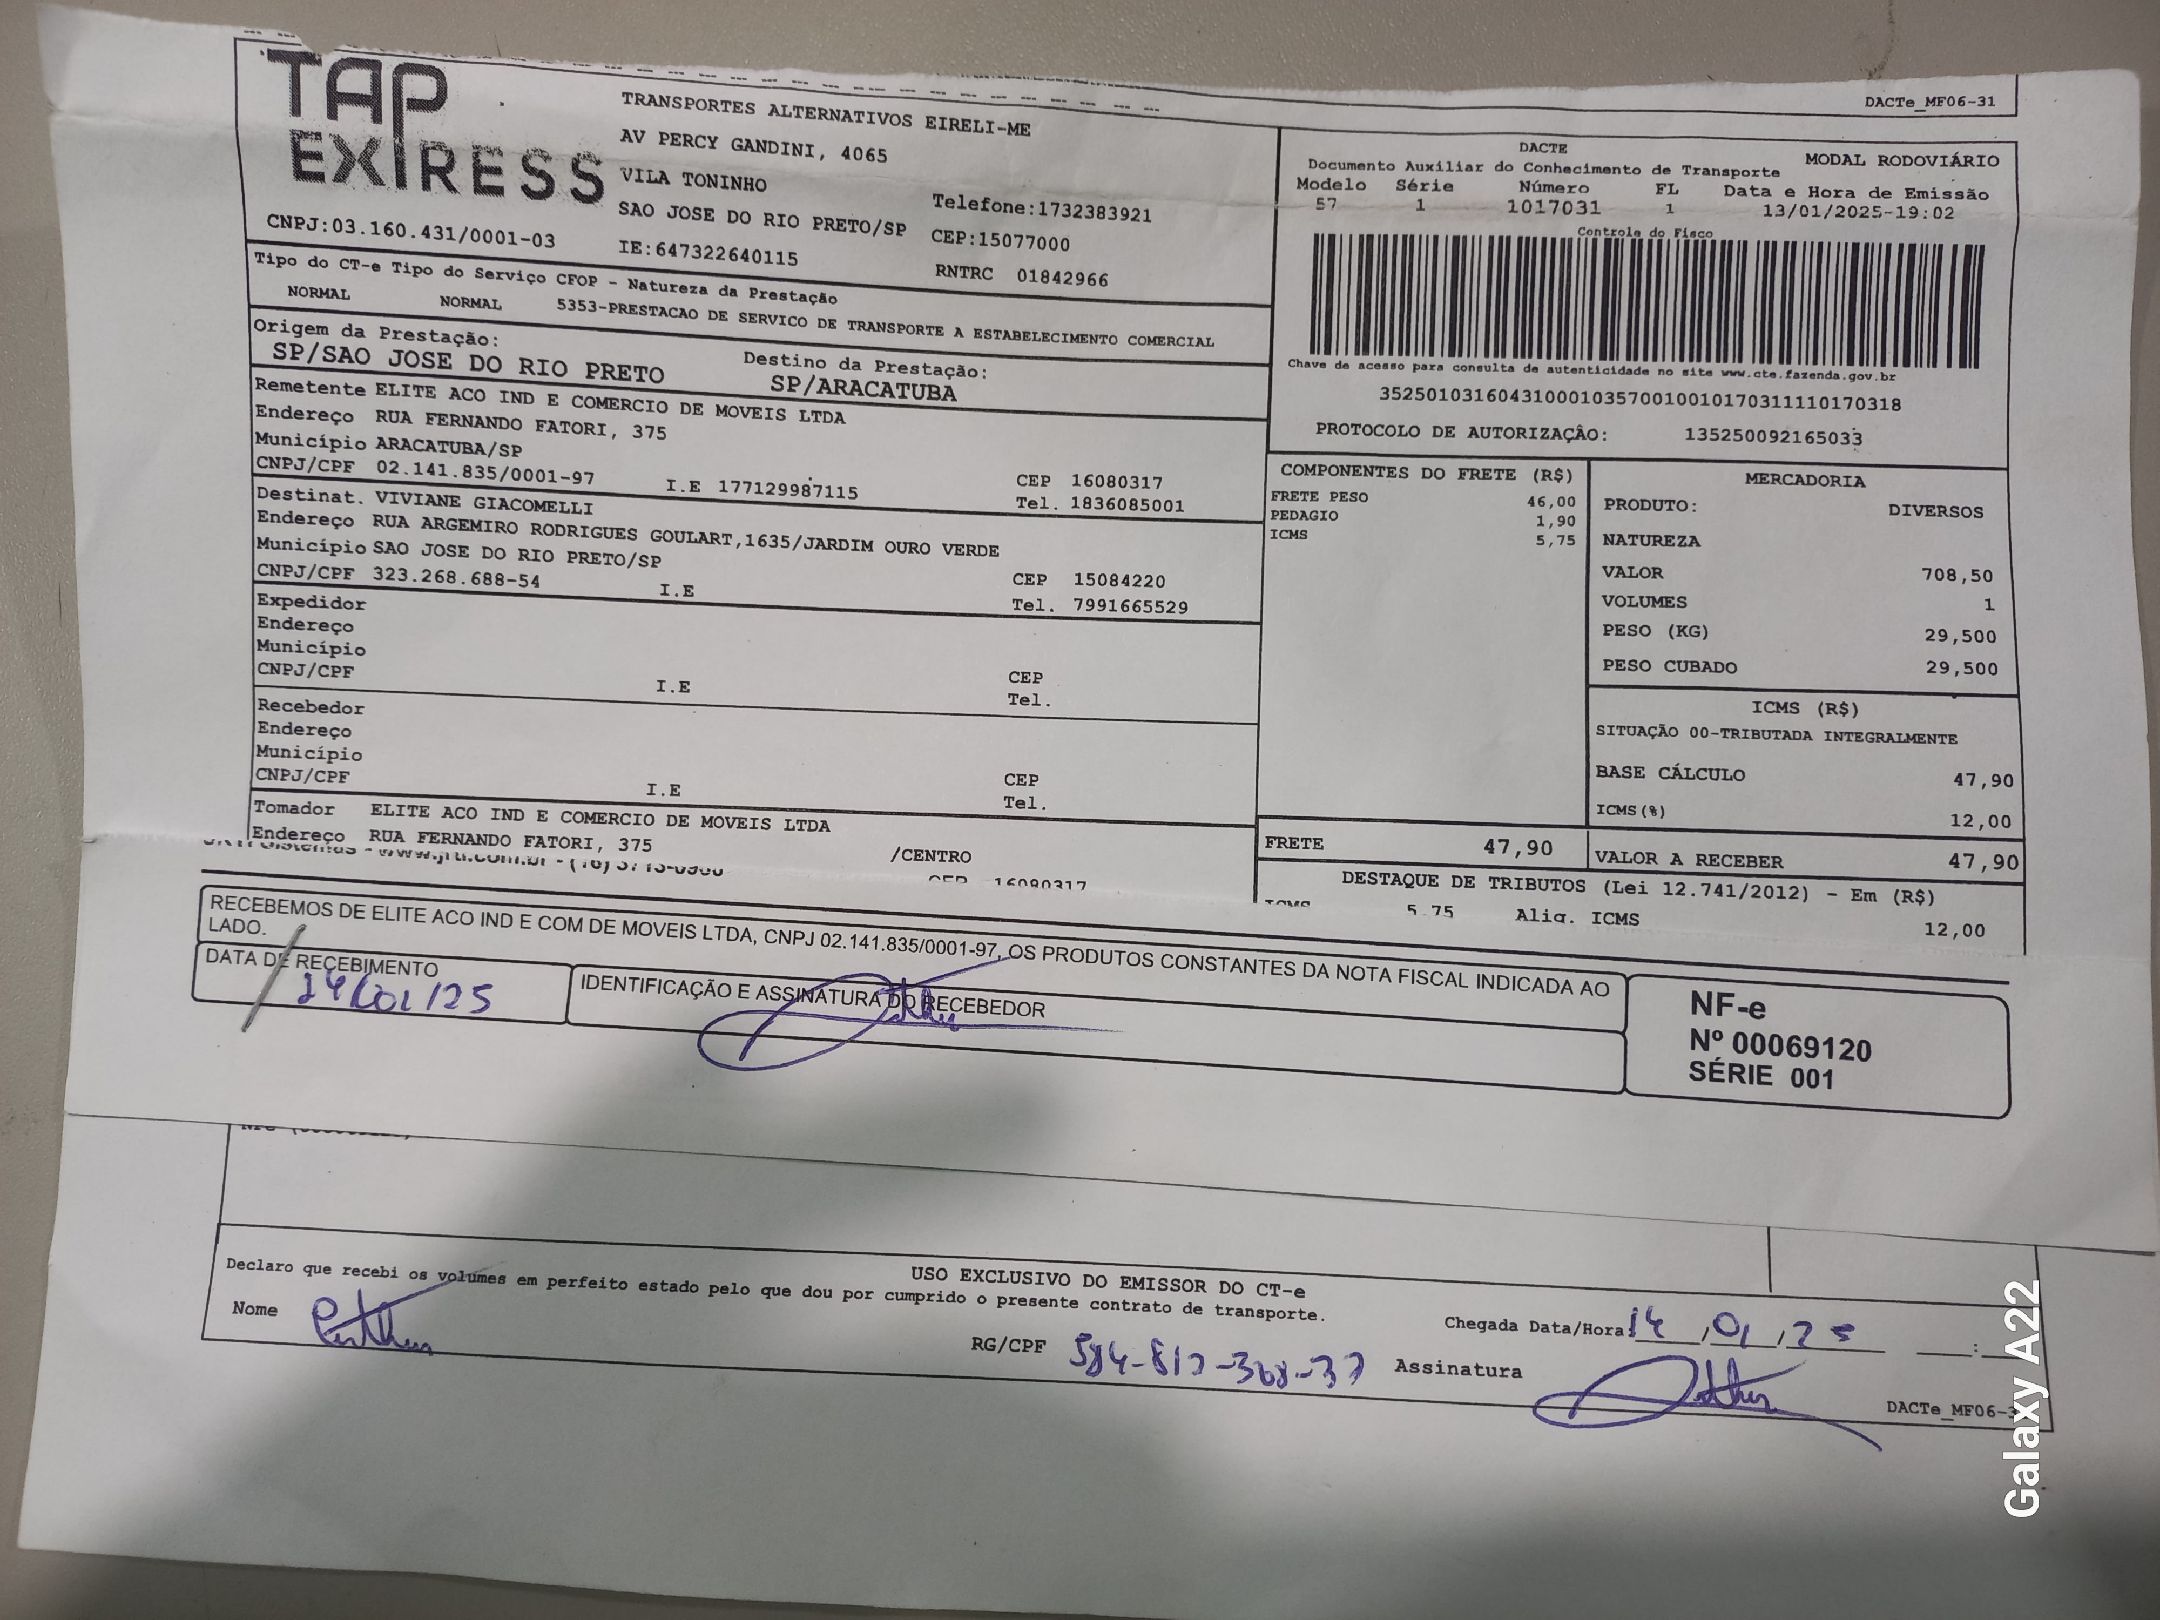 DACTe_MF06-31
TAP
EXPRESS
TRANSPORTES ALTERNATIVOS EIRELI-ME
AV PERCY GANDINI, 4065
VILA TONINHO
SAO JOSE DO RIO PRETO/SP
Telefone:1732383921
CEP:15077000
CNPJ:03.160.431/0001-03
IE:647322640115
RNTRC 01842966
DACTE
Documento Auxiliar do Conhecimento de Transporte
MODAL RODOVIÁRIO
Modelo Série Número FL Data e Hora de Emissão
57 1 1017031 1 13/01/2025-19:02
Controle do Fisco
Chave de acesso para consulta de autenticidade no site www.cte.fazenda.gov.br
35250103160431000103570010010170311110170318
PROTOCOLO DE AUTORIZAÇÃO: 135250092165033
Tipo do CT-e Tipo do Serviço CFOP - Natureza da Prestação
NORMAL NORMAL 5353-PRESTACAO DE SERVICO DE TRANSPORTE A ESTABELECIMENTO COMERCIAL
Origem da Prestação: Destino da Prestação:
SP/SAO JOSE DO RIO PRETO SP/ARACATUBA
Remetente ELITE ACO IND E COMERCIO DE MOVEIS LTDA
Endereço RUA FERNANDO FATORI, 375
Município ARACATUBA/SP CEP 16080317
CNPJ/CPF 02.141.835/0001-97 I.E 177129987115 Tel. 1836085001
Destinat. VIVIANE GIACOMELLI
Endereço RUA ARGEMIRO RODRIGUES GOULART,1635/JARDIM OURO VERDE
Município SAO JOSE DO RIO PRETO/SP CEP 15084220
CNPJ/CPF 323.268.688-54 I.E Tel. 7991665529
Expedidor
Endereço
Município CEP
CNPJ/CPF I.E Tel.
Recebedor
Endereço
Município CEP
CNPJ/CPF I.E Tel.
Tomador ELITE ACO IND E COMERCIO DE MOVEIS LTDA
Endereço RUA FERNANDO FATORI, 375 /CENTRO
CEP 16080317
COMPONENTES DO FRETE (R$)
FRETE PESO 46,00
PEDAGIO 1,90
ICMS 5,75
MERCADORIA
PRODUTO: DIVERSOS
NATUREZA
VALOR 708,50
VOLUMES 1
PESO (KG) 29,500
PESO CUBADO 29,500
ICMS (R$)
SITUAÇÃO 00-TRIBUTADA INTEGRALMENTE
BASE CÁLCULO 47,90
ICMS(%) 12,00
FRETE 47,90 VALOR A RECEBER 47,90
DESTAQUE DE TRIBUTOS (Lei 12.741/2012) - Em (R$)
ICMS 5,75 Aliq. ICMS 12,00
RECEBEMOS DE ELITE ACO IND E COM DE MOVEIS LTDA, CNPJ 02.141.835/0001-97, OS PRODUTOS CONSTANTES DA NOTA FISCAL INDICADA AO
LADO.
DATA DE RECEBIMENTO
14/01/25
IDENTIFICAÇÃO E ASSINATURA DO RECEBEDOR
NF-e
Nº 00069120
SÉRIE 001
USO EXCLUSIVO DO EMISSOR DO CT-e
Declaro que recebi os volumes em perfeito estado pelo que dou por cumprido o presente contrato de transporte.
Nome RG/CPF Chegada Data/Hora 14/01/25 :
Assinatura
DACTe_MF06-
Galaxy A22